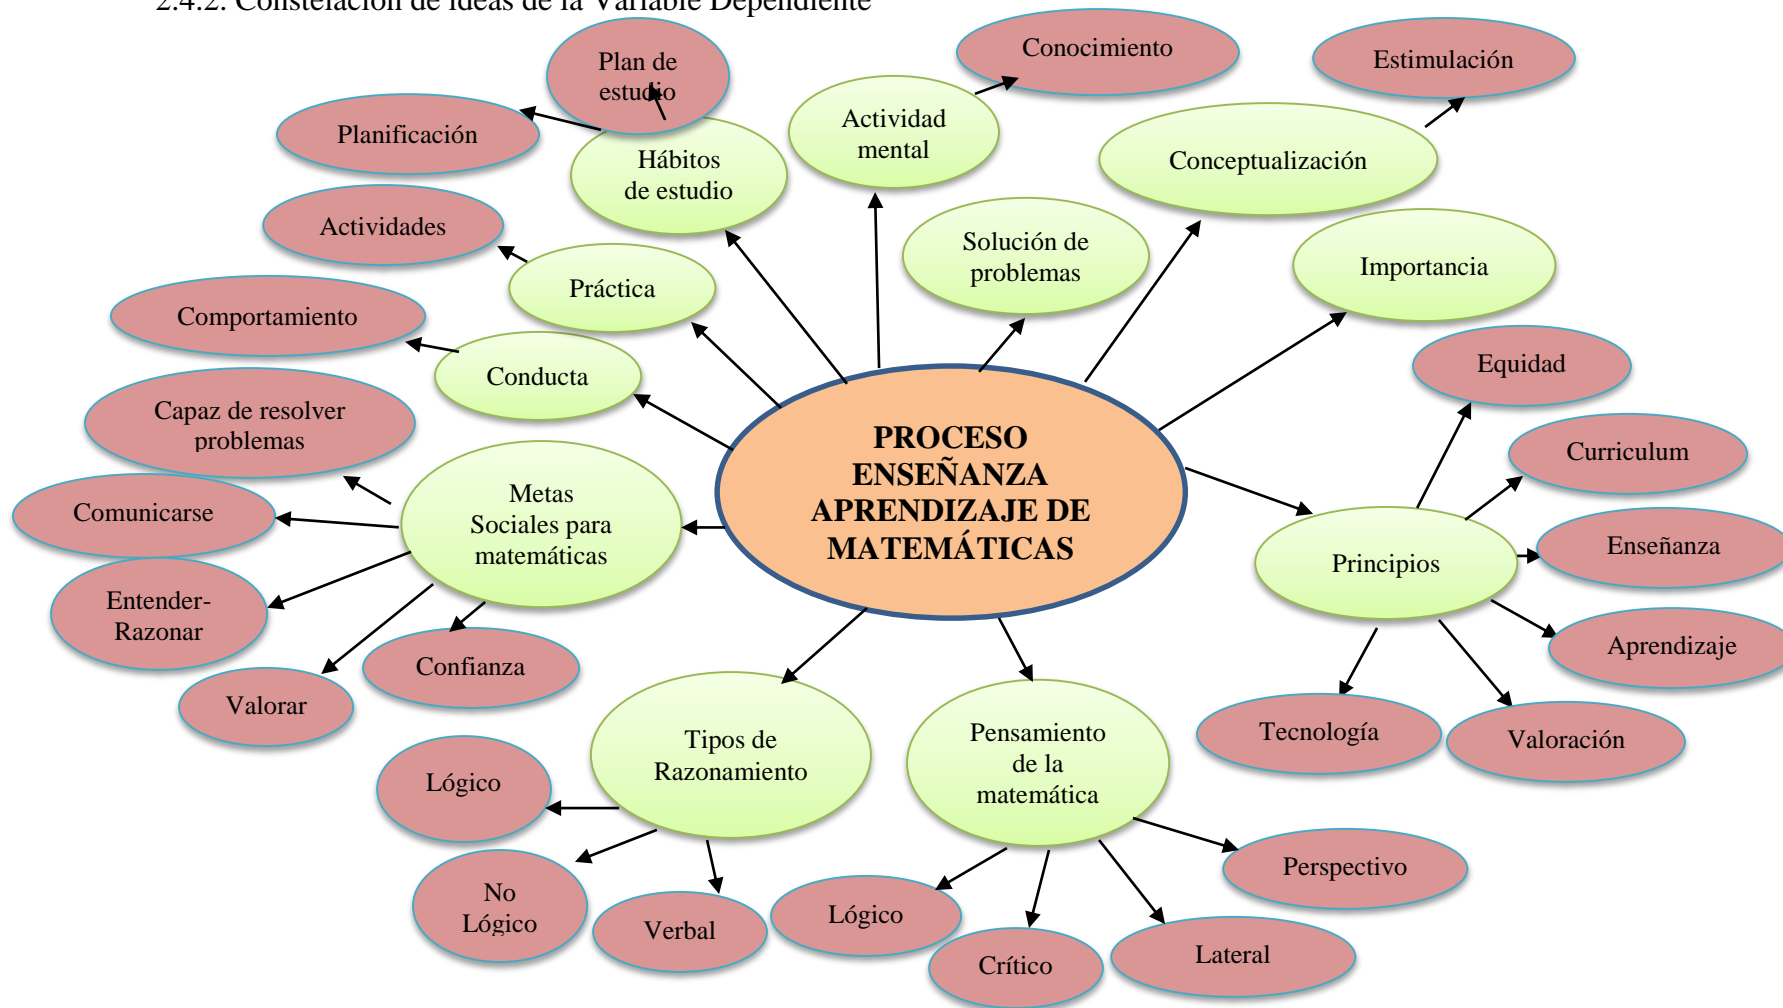 2.4.2. Constelación de ideas de la Variable Dependiente
Plan de
estudio
Conocimiento
Estimulación
Planificación
Actividad
mental
Hábitos
de estudio
Conceptualización
Actividades
Solución de
problemas
Importancia
Práctica
Comportamiento
Conducta
Equidad
Capaz de resolver
problemas
PROCESO
ENSEÑANZA
APRENDIZAJE DE
MATEMÁTICAS
Curriculum
Metas
Sociales para
matemáticas
Comunicarse
Enseñanza
Principios
Entender-
Razonar
Aprendizaje
Confianza
Valorar
Tecnología
Valoración
Tipos de
Razonamiento
Pensamiento
de la
matemática
Lógico
Perspectivo
No
Lógico
Verbal
Lógico
Crítico
Lateral